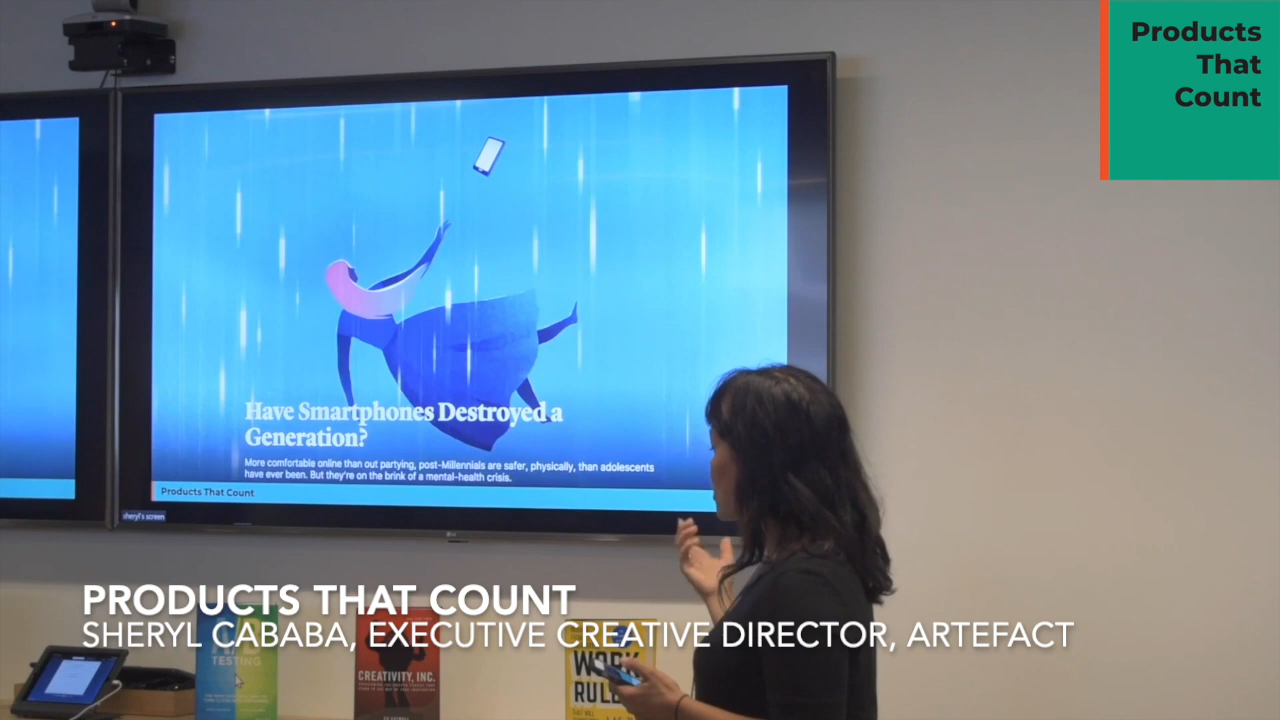 Products
That
Count
Have Smartphones Destroyed a
Generation?
More comfortable online than out partying, post-Millennials are safer, physically, than adolescents
have ever been. But they're on the brink of a mental-health crisis.
Products That Count
sheryl's screen
LG
PRODUCTS THAT COUNT
SHERYL CABABA, EXECUTIVE CREATIVE DIRECTOR, ARTEFACT
TESTING
CREATIVITY, INC.
WORK